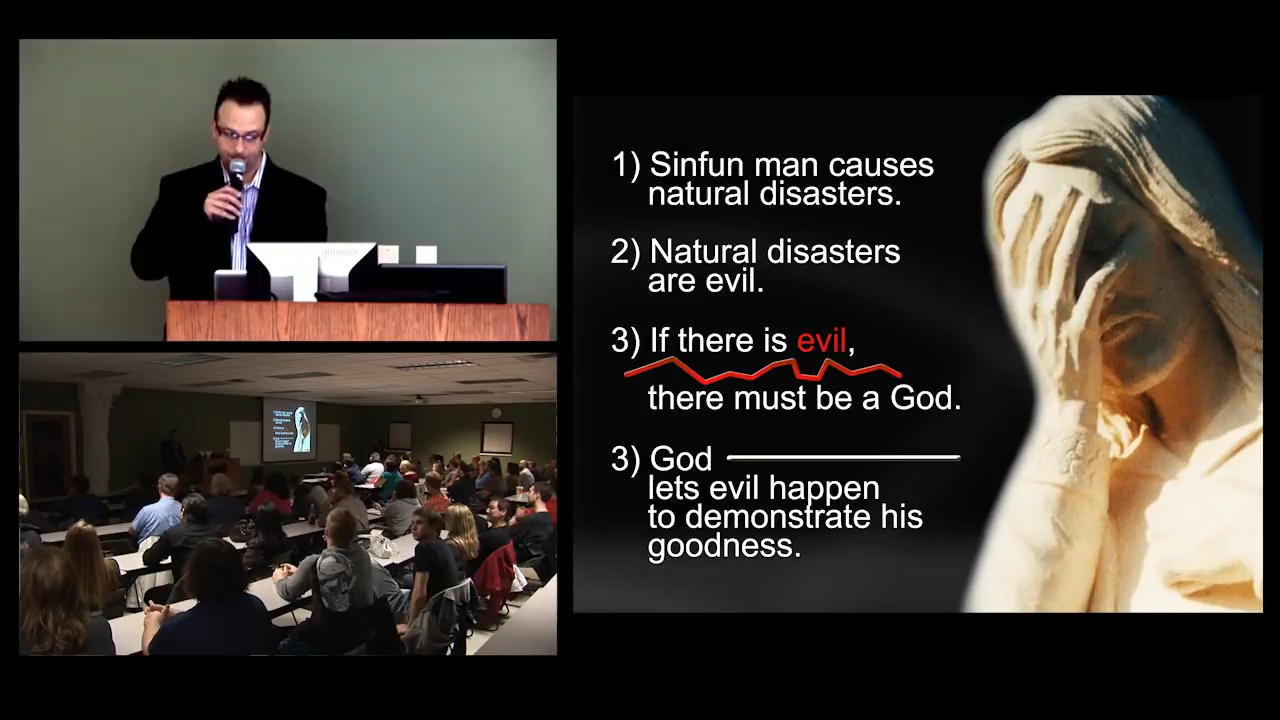 1) Sinfun man causes
natural disasters.
2) Natural disasters
are evil.
3) If there is evil,
there must be a God.
3) God
lets evil happen
to demonstrate his
goodness.